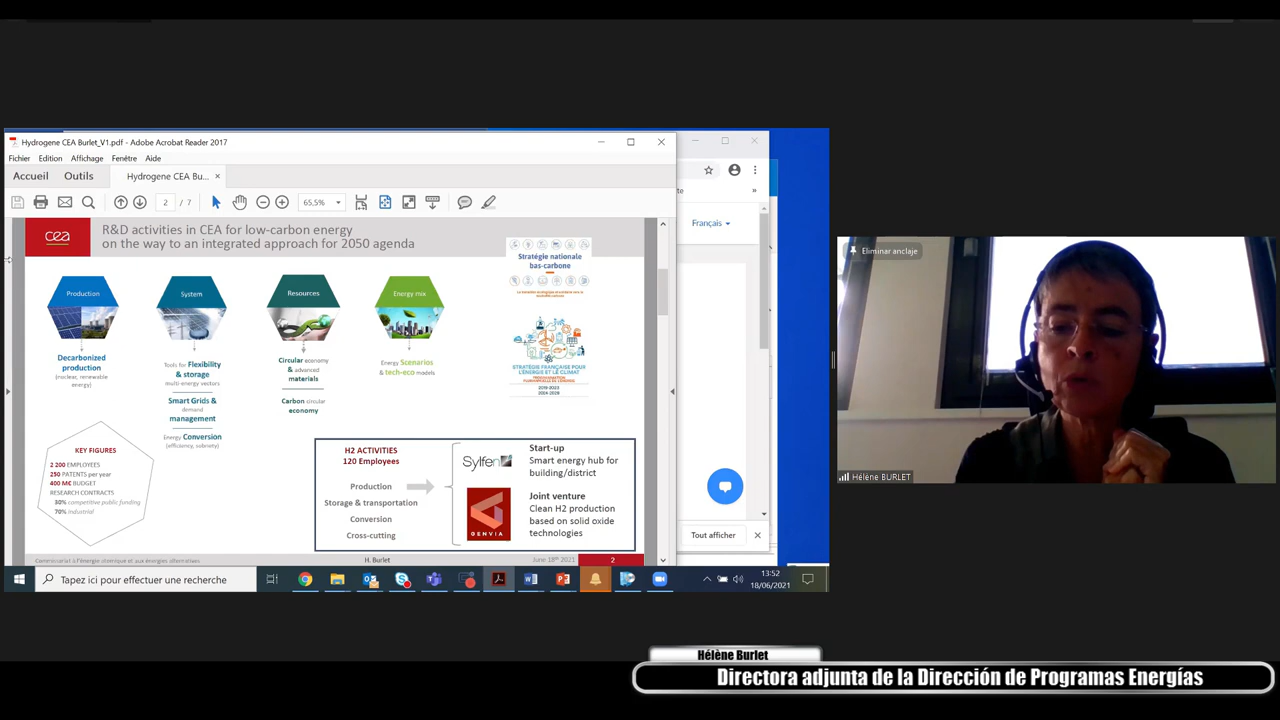 Hydrogene CEA Burlet_V1.pdf - Adobe Acrobat Reader 2017
Fichier Edition Affichage Fenêtre Aide
Accueil Outils Hydrogene CEA Bu... ×
2 / 7 65,5%
Français
cea
R&D activities in CEA for low-carbon energy
on the way to an integrated approach for 2050 agenda
Production
System
Resources
Energy mix
Stratégie nationale
bas-carbone
Decarbonized
production
(nuclear, renewable
energy)
Tools for Flexibility
& storage
multi-energy vectors
Smart Grids &
demand
management
Energy Conversion
(efficiency, sobriety)
Circular economy
& advanced
materials
Carbon circular
economy
Energy Scenarios
& tech-eco models
STRATÉGIE FRANÇAISE POUR
L'ÉNERGIE ET LE CLIMAT
2019-2023
2024-2028
KEY FIGURES
2 200 EMPLOYEES
250 PATENTS per year
400 M€ BUDGET
RESEARCH CONTRACTS
30% competitive public funding
70% industrial
H2 ACTIVITIES
120 Employees
Production
Storage & transportation
Conversion
Cross-cutting
Sylfen
GENVIA
Start-up
Smart energy hub for
building/district
Joint venture
Clean H2 production
based on solid oxide
technologies
Commissariat à l'énergie atomique et aux énergies alternatives H. Burlet June 18th 2021 2
Tout afficher
Tapez ici pour effectuer une recherche
13:52
18/06/2021
Eliminar anclaje
Hélène BURLET
Hélène Burlet
Directora adjunta de la Dirección de Programas Energías